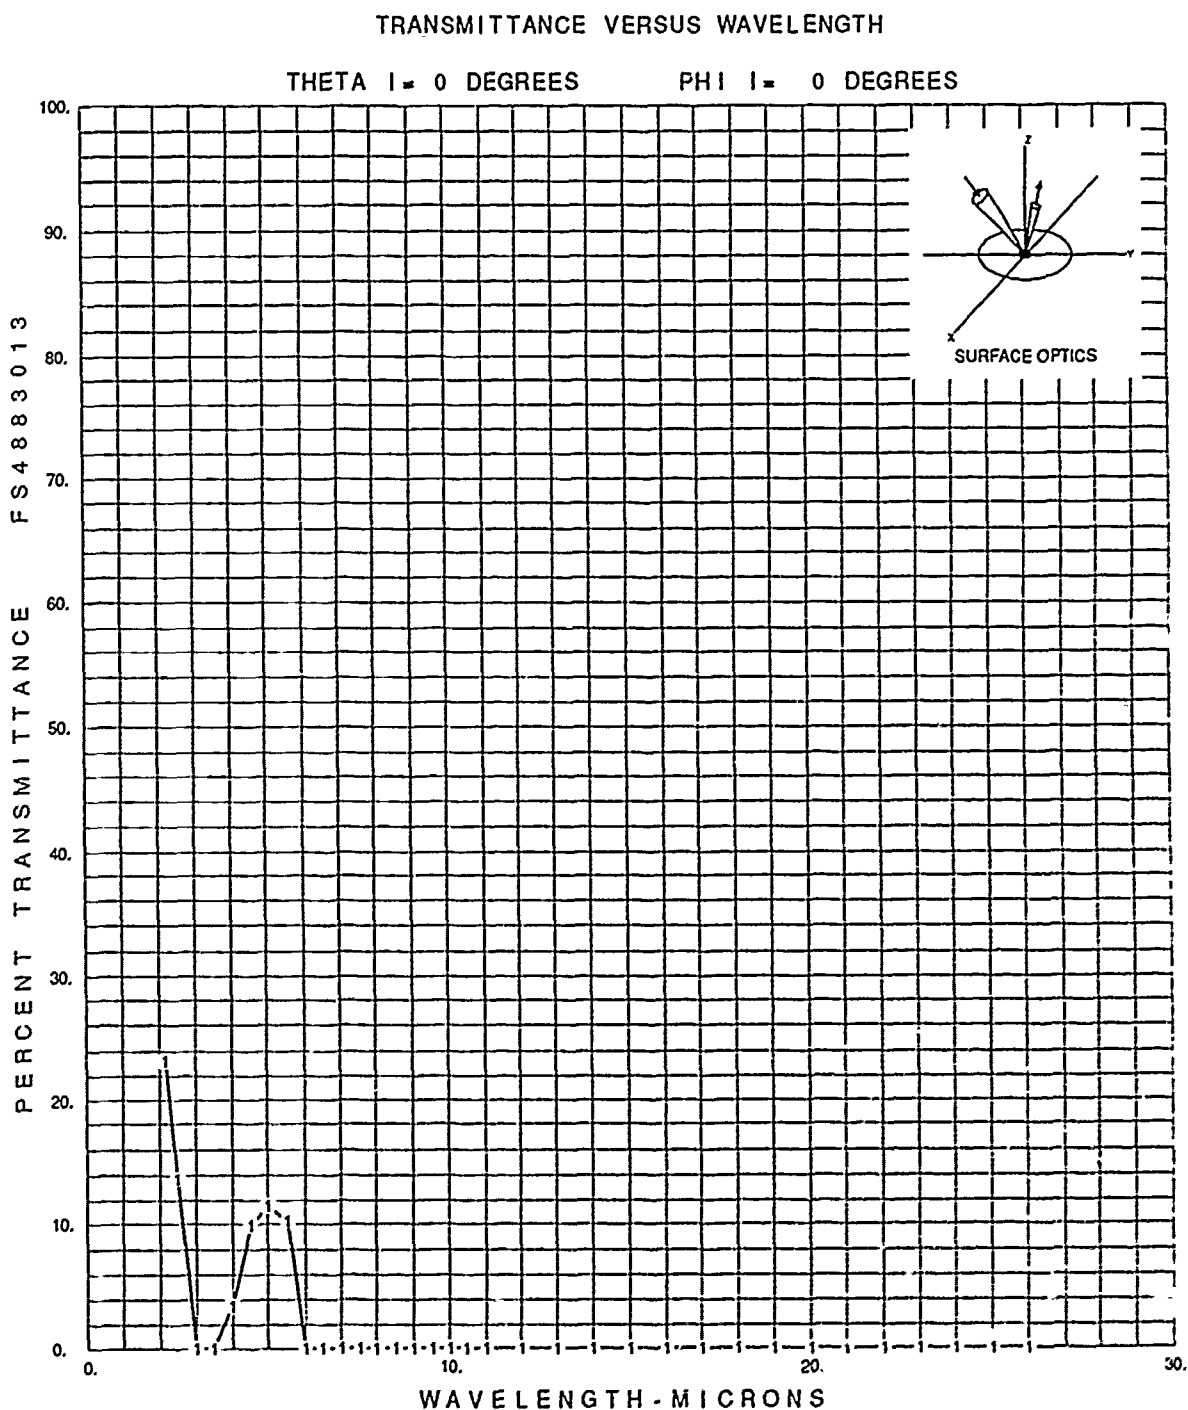 TRANSMITTANCE VERSUS WAVELENGTH
THETA I= 0 DEGREES PHI I= 0 DEGREES
100.
90.
80.
70.
60.
50.
40.
30.
20.
10.
0.
PERCENT TRANSMITTANCE FS4883013
Z
Y
X
SURFACE OPTICS
0. 10. 20. 30.
WAVELENGTH-MICRONS